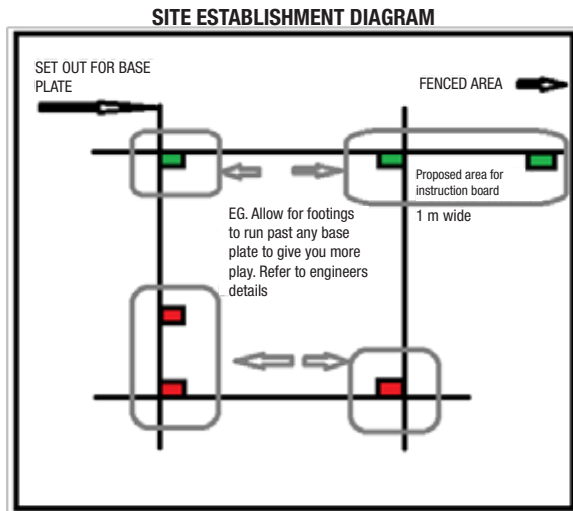 SITE ESTABLISHMENT DIAGRAM
SET OUT FOR BASE
PLATE
FENCED AREA
Proposed area for
instruction board
1 m wide
EG. Allow for footings
to run past any base
plate to give you more
play. Refer to engineers
details